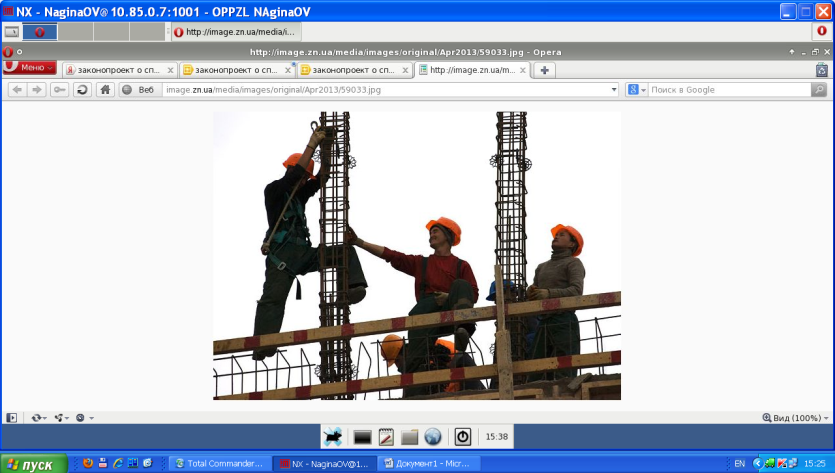 NX - NaginaOV@10.85.0.7:1001 - OPPZL NAginaOV
http://image.zn.ua/media/i...
http://image.zn.ua/media/images/original/Apr2013/59033.jpg - Opera
Меню
законопроект о сп...
законопроект о сп...
законопроект о сп...
http://image.zn.ua/m...
Веб
image.zn.ua/media/images/original/Apr2013/59033.jpg
Поиск в Google
Вид (100%)
15:38
пуск
Total Commander...
NX - NaginaOV@1...
Документ1 - Micr...
EN
15:25